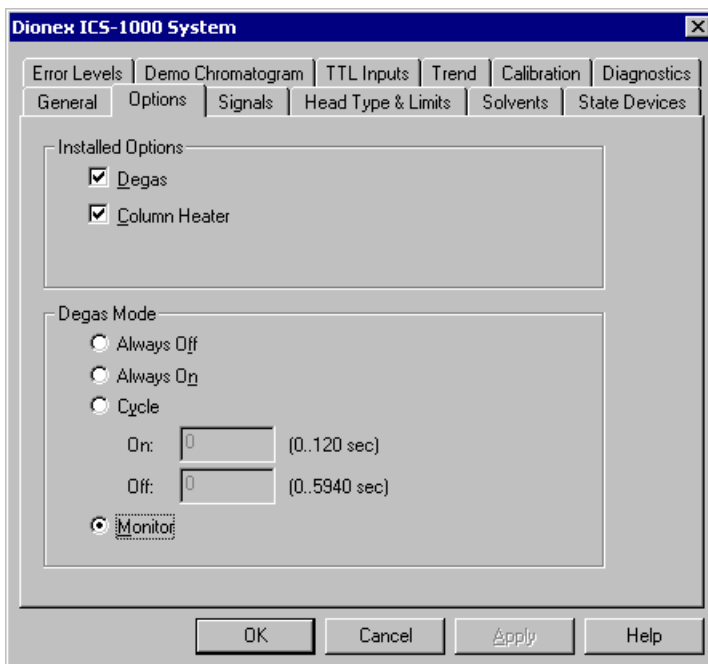 Dionex ICS-1000 System
Error Levels Demo Chromatogram TTL Inputs Trend Calibration Diagnostics
General Options Signals Head Type & Limits Solvents State Devices
Installed Options
Degas
Column Heater
Degas Mode
Always Off
Always On
Cycle
On: 0 (0..120 sec)
Off: 0 (0..5940 sec)
Monitor
OK Cancel Apply Help